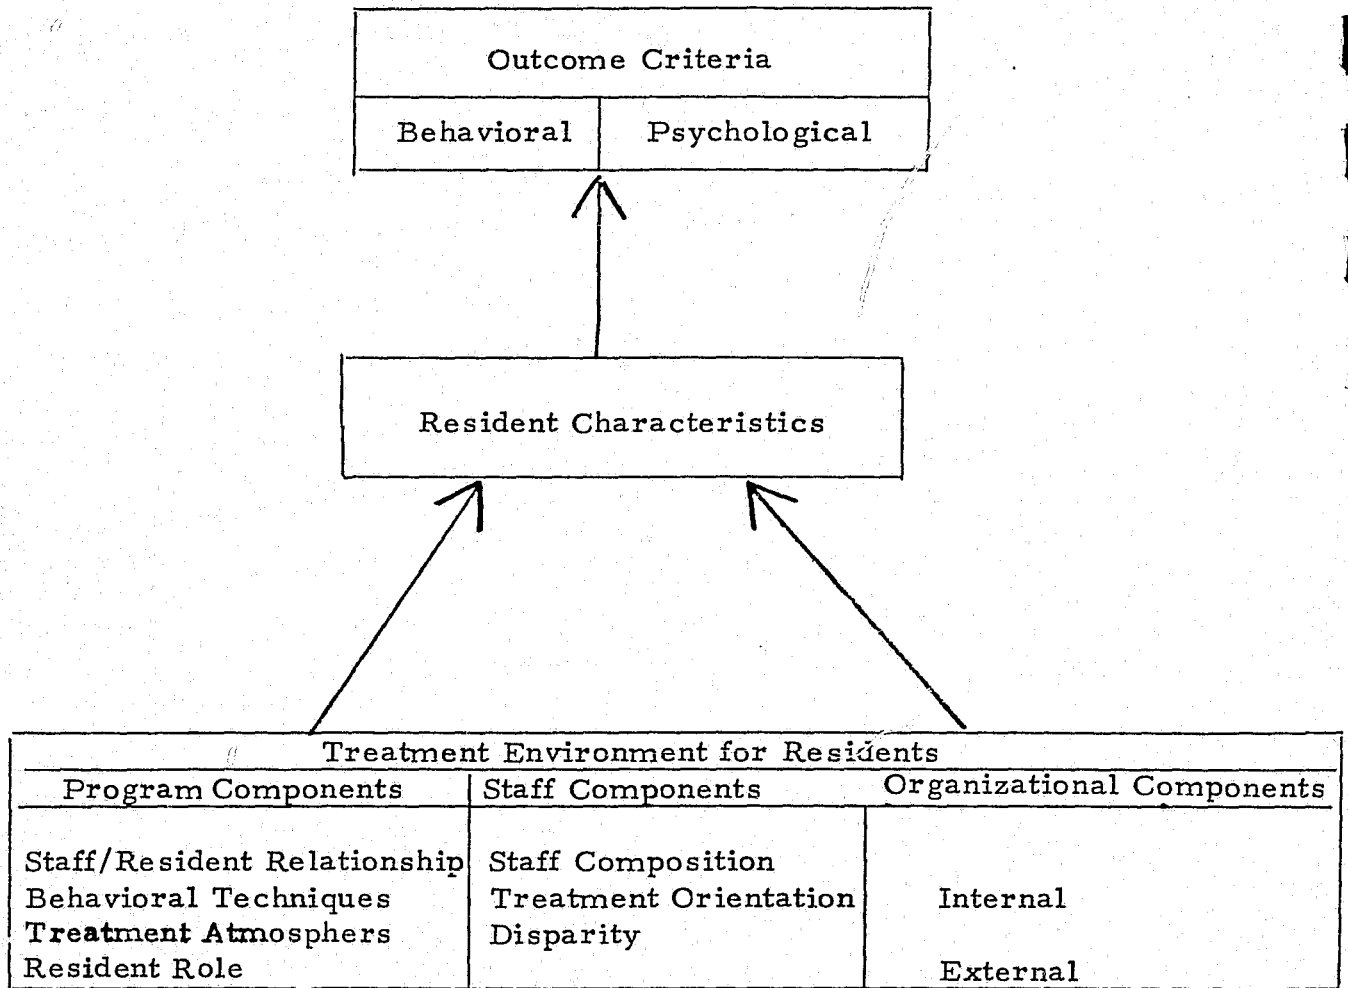 Outcome Criteria
Behavioral Psychological
Resident Characteristics
Treatment Environment for Residents
Program Components Staff Components Organizational Components
Staff/Resident Relationship Staff Composition
Behavioral Techniques Treatment Orientation Internal
Treatment Atmosphers Disparity
Resident Role External